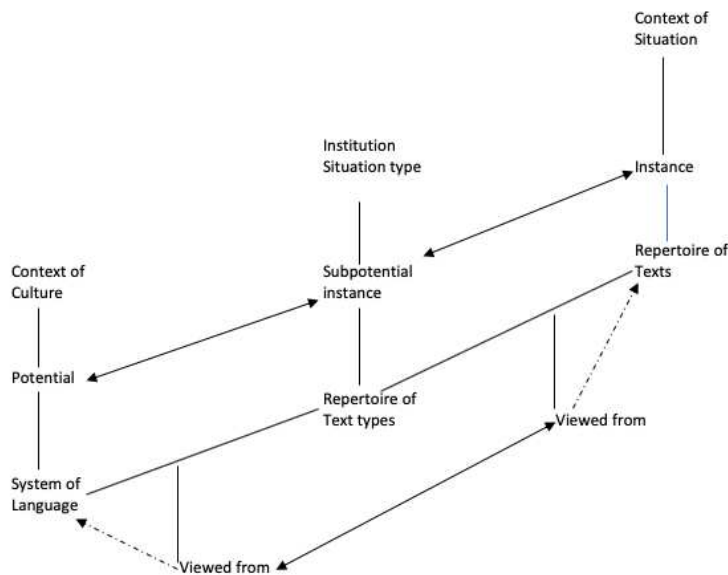 Context of
Situation
Institution
Situation type
Instance
Context of
Culture
Subpotential
instance
Repertoire of
Texts
Potential
Repertoire of
Text types
Viewed from
System of
Language
Viewed from